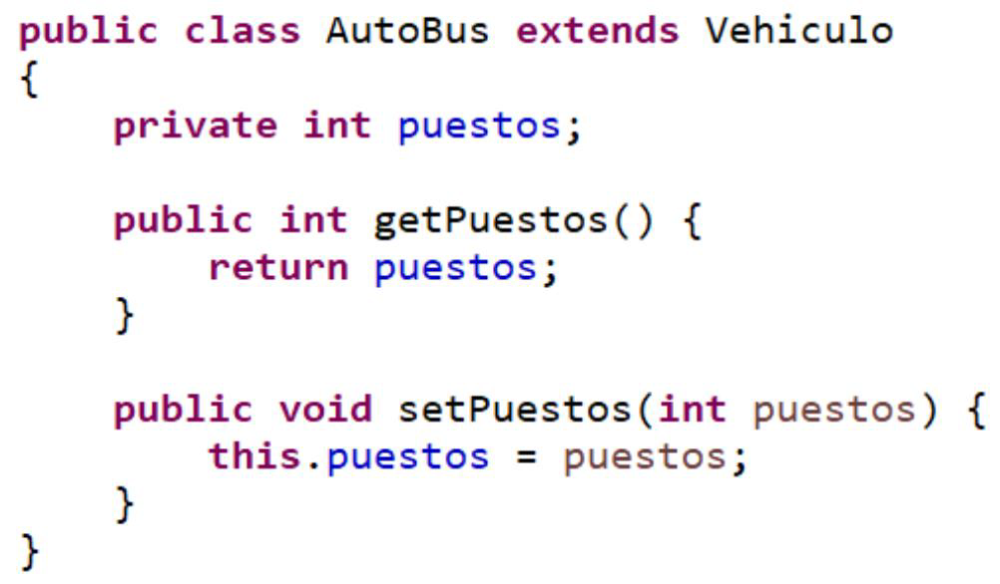 public class AutoBus extends Vehiculo
{
    private int puestos;

    public int getPuestos() {
        return puestos;
    }

    public void setPuestos(int puestos) {
        this.puestos = puestos;
    }
}